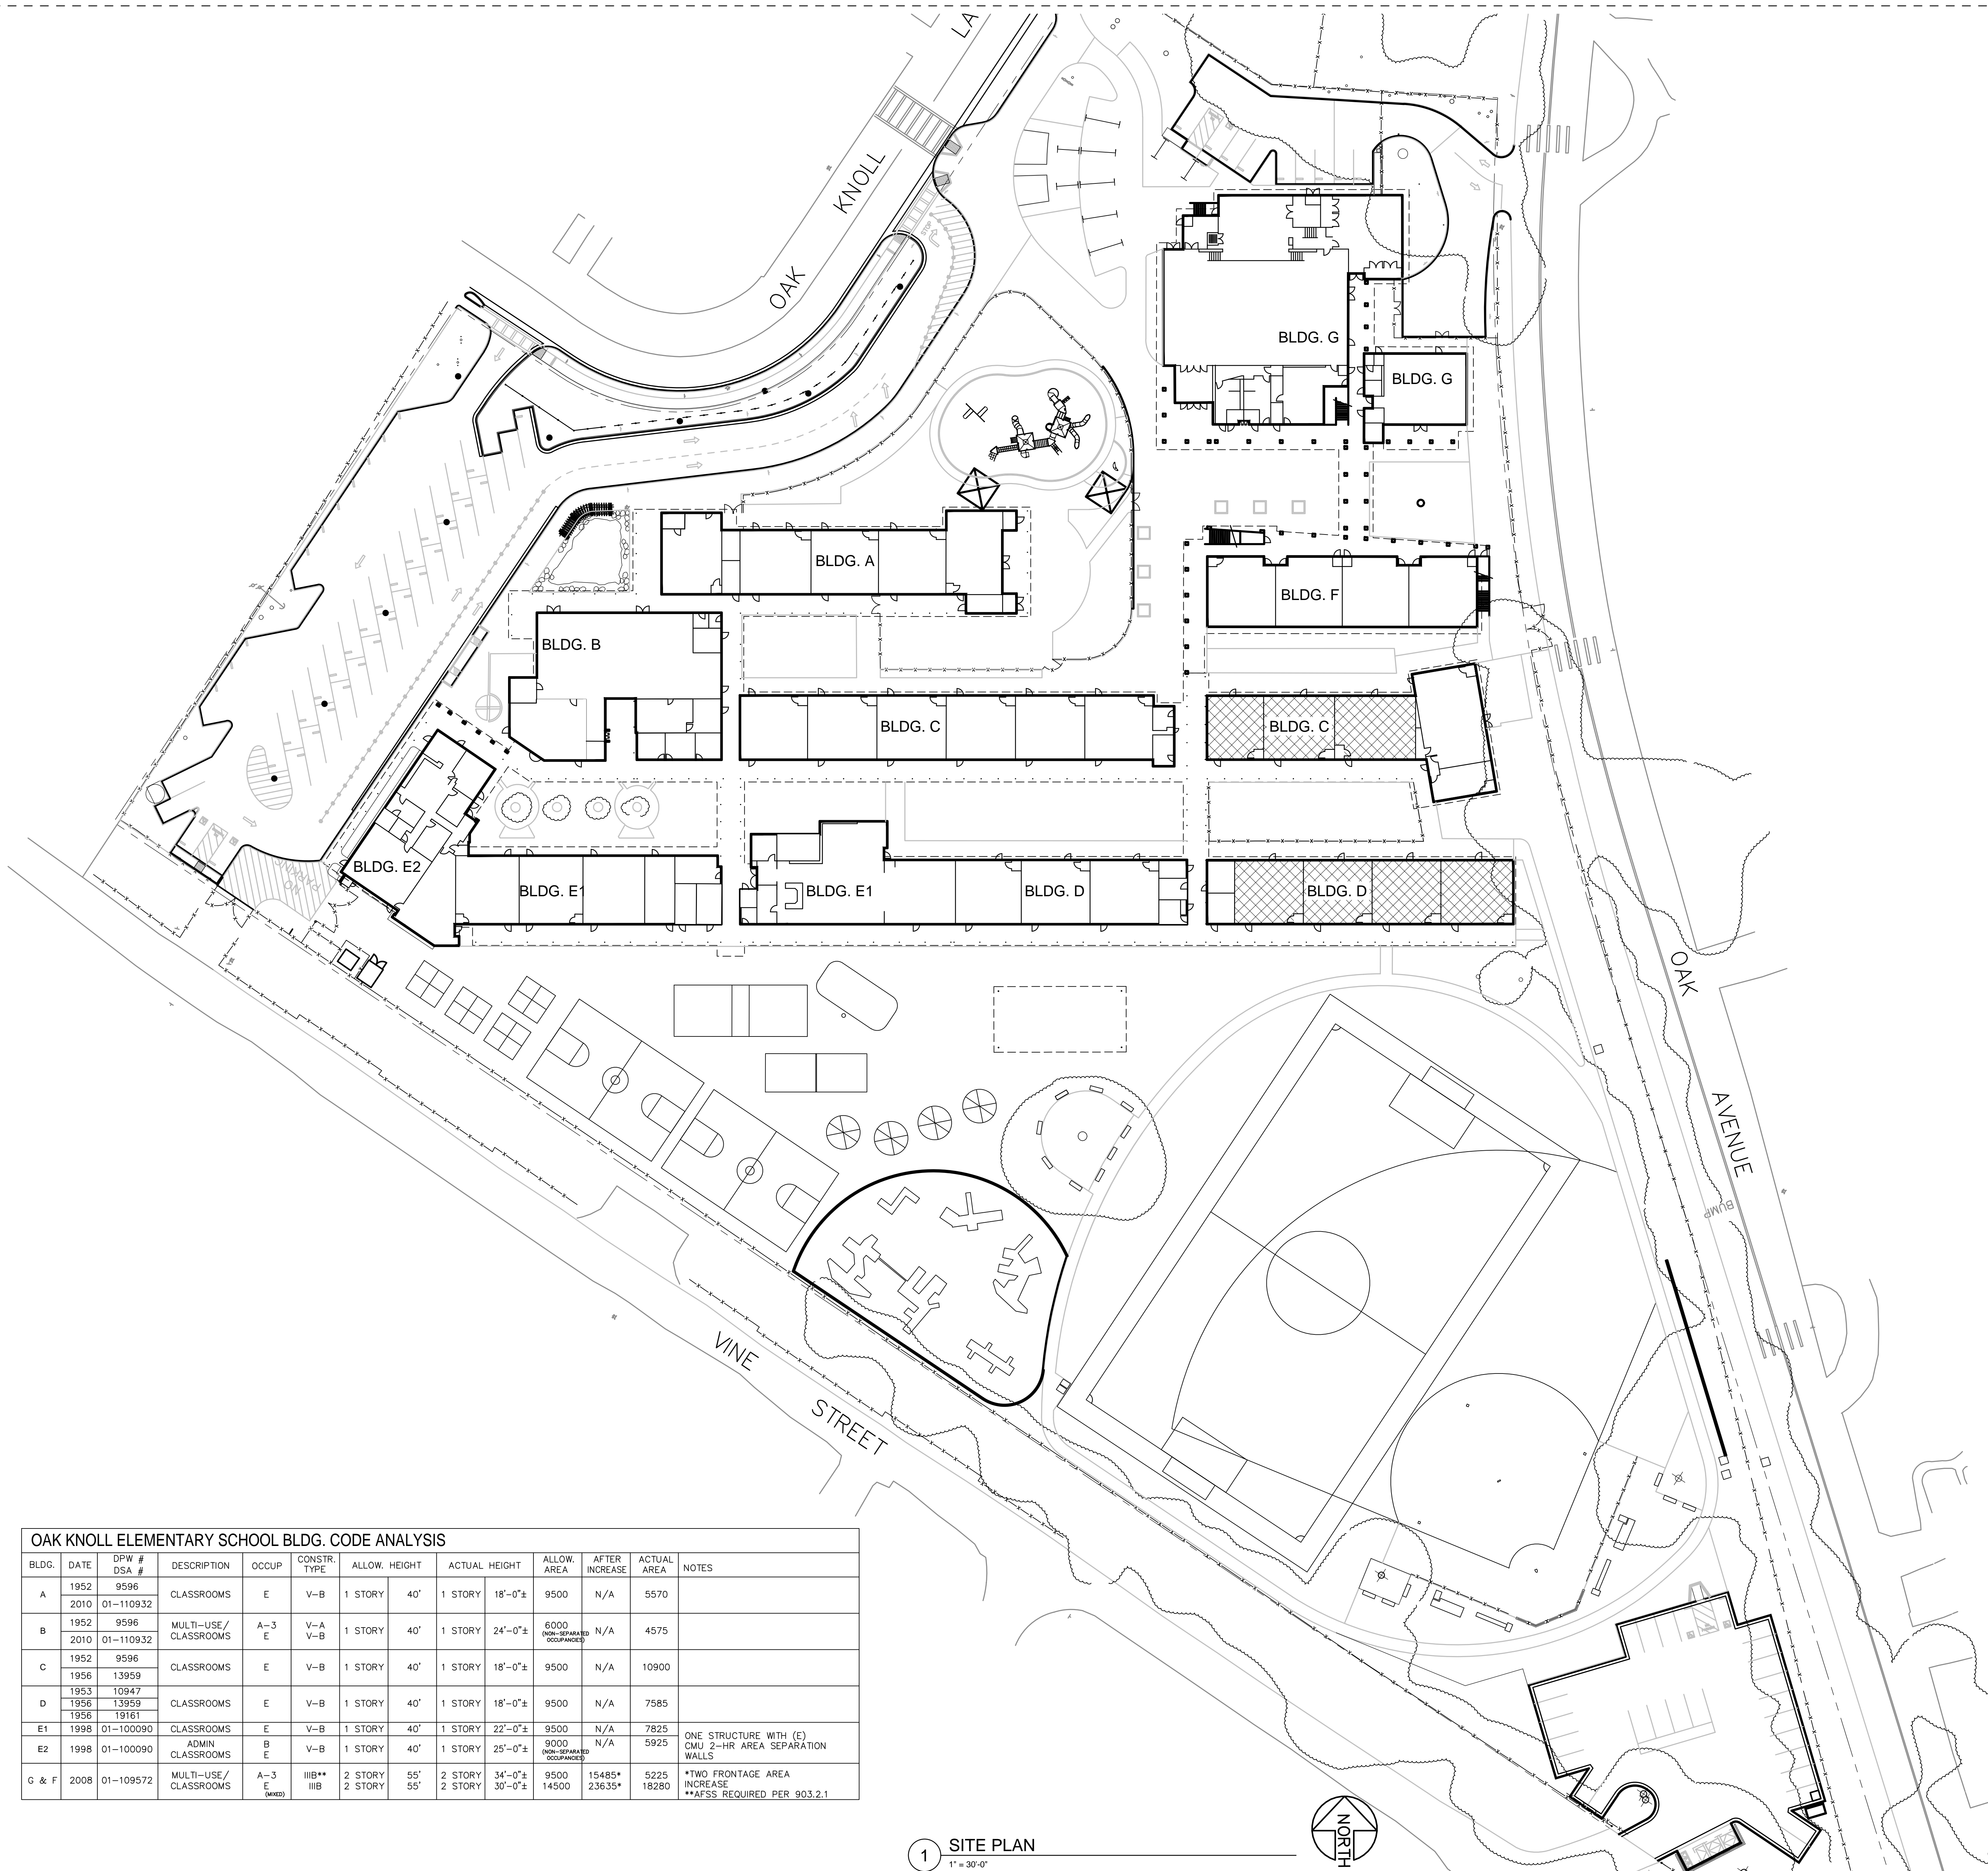 LA
KNOLL
OAK
BLDG. G
BLDG. G
BLDG. A
BLDG. F
BLDG. B
BLDG. C
BLDG. C
BLDG. E2
BLDG. E1
BLDG. E1
BLDG. D
BLDG. D
NO
PARKING
OAK
AVENUE
BUMP
VINE
STREET
OAK KNOLL ELEMENTARY SCHOOL BLDG. CODE ANALYSIS
BLDG. DATE DPW # DSA # DESCRIPTION OCCUP CONSTR. TYPE ALLOW. HEIGHT ACTUAL HEIGHT ALLOW. AREA AFTER INCREASE ACTUAL AREA NOTES
A 1952 9596 CLASSROOMS E V-B 1 STORY 40' 1 STORY 18'-0"± 9500 N/A 5570
2010 01-110932
B 1952 9596 MULTI-USE/ CLASSROOMS A-3 E V-A V-B 1 STORY 40' 1 STORY 24'-0"± 6000 (NON-SEPARATED OCCUPANCIES) N/A 4575
2010 01-110932
C 1952 9596 CLASSROOMS E V-B 1 STORY 40' 1 STORY 18'-0"± 9500 N/A 10900
1956 13959
D 1953 10947 CLASSROOMS E V-B 1 STORY 40' 1 STORY 18'-0"± 9500 N/A 7585
1956 13959
1956 19161
E1 1998 01-100090 CLASSROOMS E V-B 1 STORY 40' 1 STORY 22'-0"± 9500 N/A 7825
E2 1998 01-100090 ADMIN CLASSROOMS B E V-B 1 STORY 40' 1 STORY 25'-0"± 9000 (NON-SEPARATED OCCUPANCIES) N/A 5925
ONE STRUCTURE WITH (E)
CMU 2-HR AREA SEPARATION
WALLS
G & F 2008 01-109572 MULTI-USE/ A-3 IIIB** 2 STORY 55' 2 STORY 34'-0"± 9500 15485* 5225
CLASSROOMS E (MIXED) IIIB 2 STORY 55' 2 STORY 30'-0"± 14500 23635* 18280
*TWO FRONTAGE AREA
INCREASE
**AFSS REQUIRED PER 903.2.1
1 SITE PLAN
1" = 30'-0"
NORTH